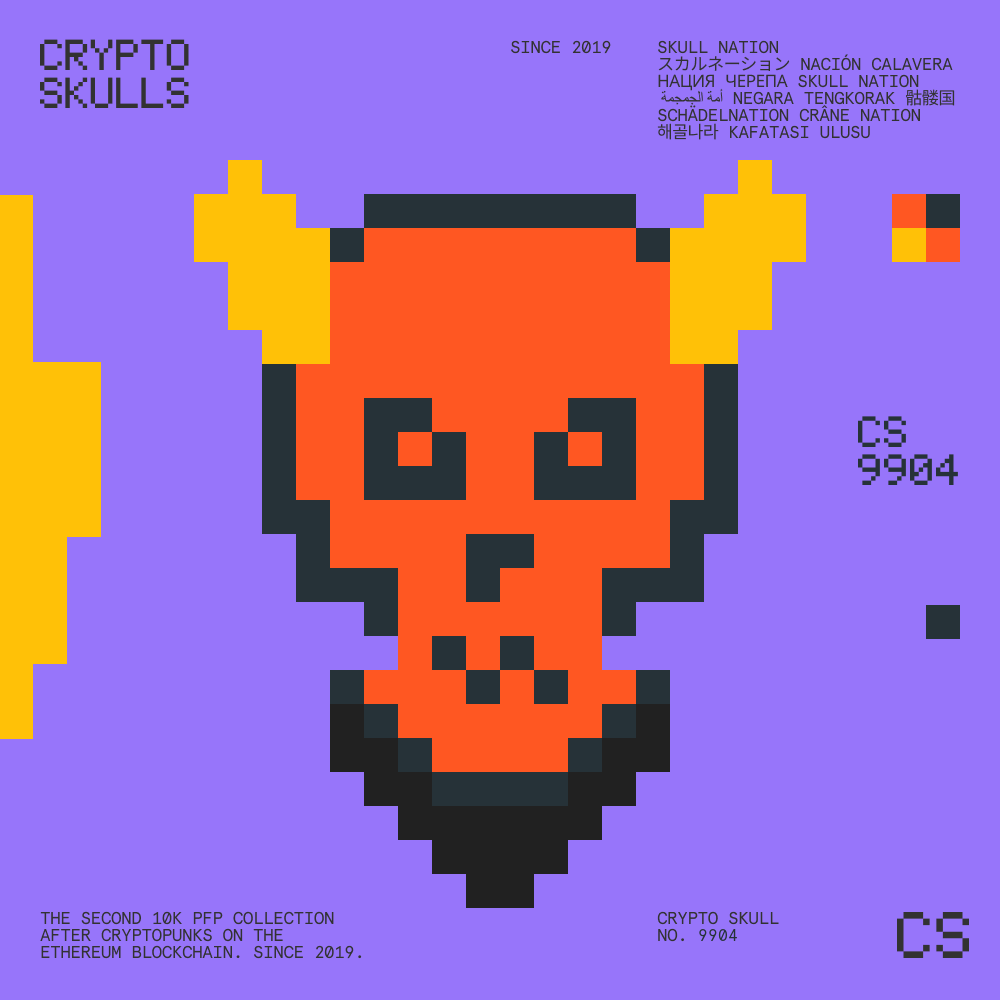 CRYPTO
SKULLS
SINCE 2019
SKULL NATION
スカルネーション NACIÓN CALAVERA
НАЦИЯ ЧЕРЕПА SKULL NATION
أمة الجمجمة NEGARA TENGKORAK 骷髅国
SCHÄDELNATION CRÂNE NATION
해골나라 KAFATASI ULUSU
CS
9904
THE SECOND 10K PFP COLLECTION
AFTER CRYPTOPUNKS ON THE
ETHEREUM BLOCKCHAIN. SINCE 2019.
CRYPTO SKULL
NO. 9904
CS